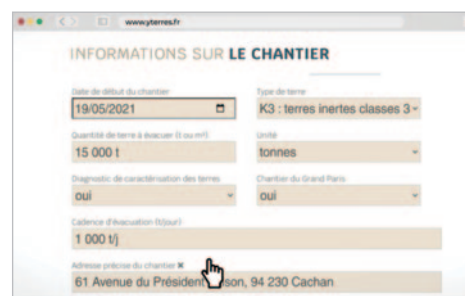 www.yterres.fr
INFORMATIONS SUR LE CHANTIER
Date de début du chantier
Type de terre
19/05/2021
K3 : terres inertes classes 3
Quantité de terre à évacuer (t ou m³)
Unité
15 000 t
tonnes
Diagnostic de caractérisation des terres
Chantier du Grand Paris
oui
oui
Cadence d'évacuation (t/jour)
1 000 t/j
Adresse précise du chantier
61 Avenue du Président son, 94 230 Cachan